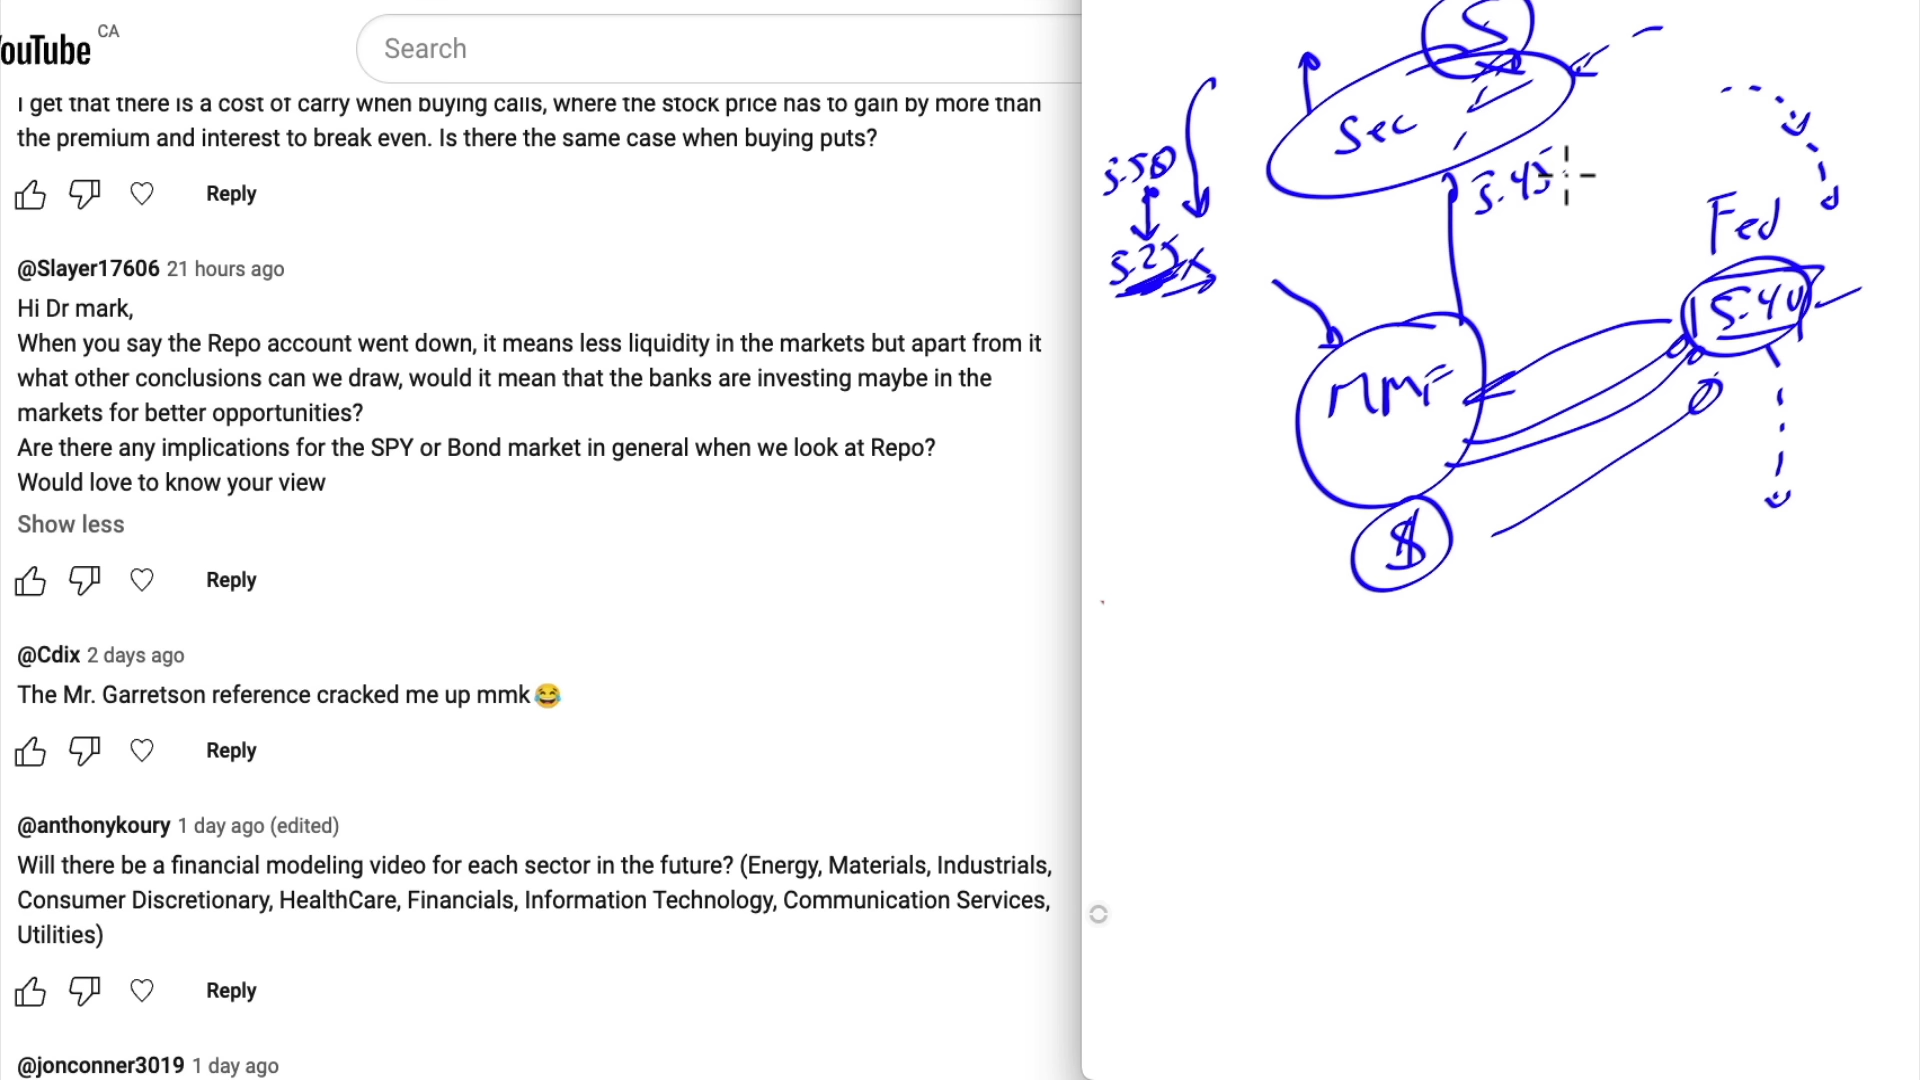 ouTube CA
Search
I get that there is a cost of carry when buying calls, where the stock price has to gain by more than
the premium and interest to break even. Is there the same case when buying puts?
Reply
@Slayer17606 21 hours ago
Hi Dr mark,
When you say the Repo account went down, it means less liquidity in the markets but apart from it
what other conclusions can we draw, would it mean that the banks are investing maybe in the
markets for better opportunities?
Are there any implications for the SPY or Bond market in general when we look at Repo?
Would love to know your view
Show less
Reply
@Cdix 2 days ago
The Mr. Garretson reference cracked me up mmk😂
Reply
@anthonykoury 1 day ago (edited)
Will there be a financial modeling video for each sector in the future? (Energy, Materials, Industrials,
Consumer Discretionary, HealthCare, Financials, Information Technology, Communication Services,
Utilities)
Reply
@jonconner3019 1 day ago
S
Sec
5.50
5.45
5.25
Fed
5.40
MMF
$